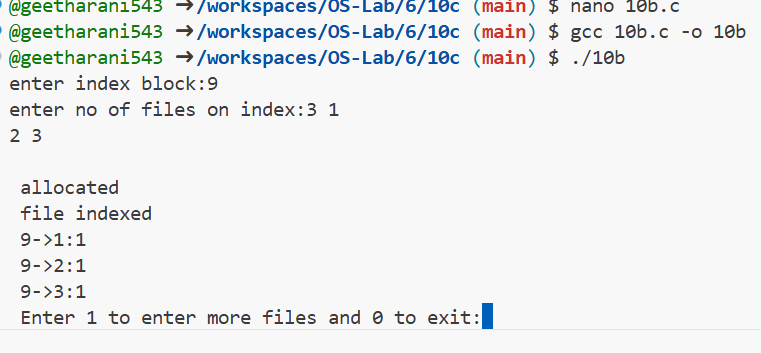 @geetharani543 ➜/workspaces/OS-Lab/6/10c (main) $ nano 10b.c
@geetharani543 ➜/workspaces/OS-Lab/6/10c (main) $ gcc 10b.c -o 10b
@geetharani543 ➜/workspaces/OS-Lab/6/10c (main) $ ./10b
enter index block:9
enter no of files on index:3 1
2 3
allocated
file indexed
9->1:1
9->2:1
9->3:1
Enter 1 to enter more files and 0 to exit: